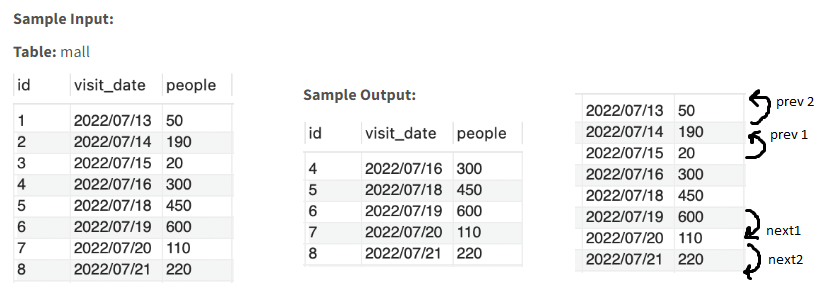 Sample Input:
Table: mall
id visit_date people
1 2022/07/13 50
2 2022/07/14 190
3 2022/07/15 20
4 2022/07/16 300
5 2022/07/18 450
6 2022/07/19 600
7 2022/07/20 110
8 2022/07/21 220
Sample Output:
id visit_date people
4 2022/07/16 300
5 2022/07/18 450
6 2022/07/19 600
7 2022/07/20 110
8 2022/07/21 220
2022/07/13 50
2022/07/14 190
2022/07/15 20
2022/07/16 300
2022/07/18 450
2022/07/19 600
2022/07/20 110
2022/07/21 220
prev 2
prev 1
next1
next2